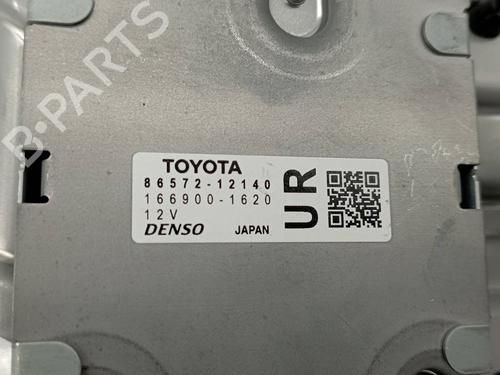 TOYOTA
86572-12140
166900-1620
12V
DENSO JAPAN
UR
B-PARTS